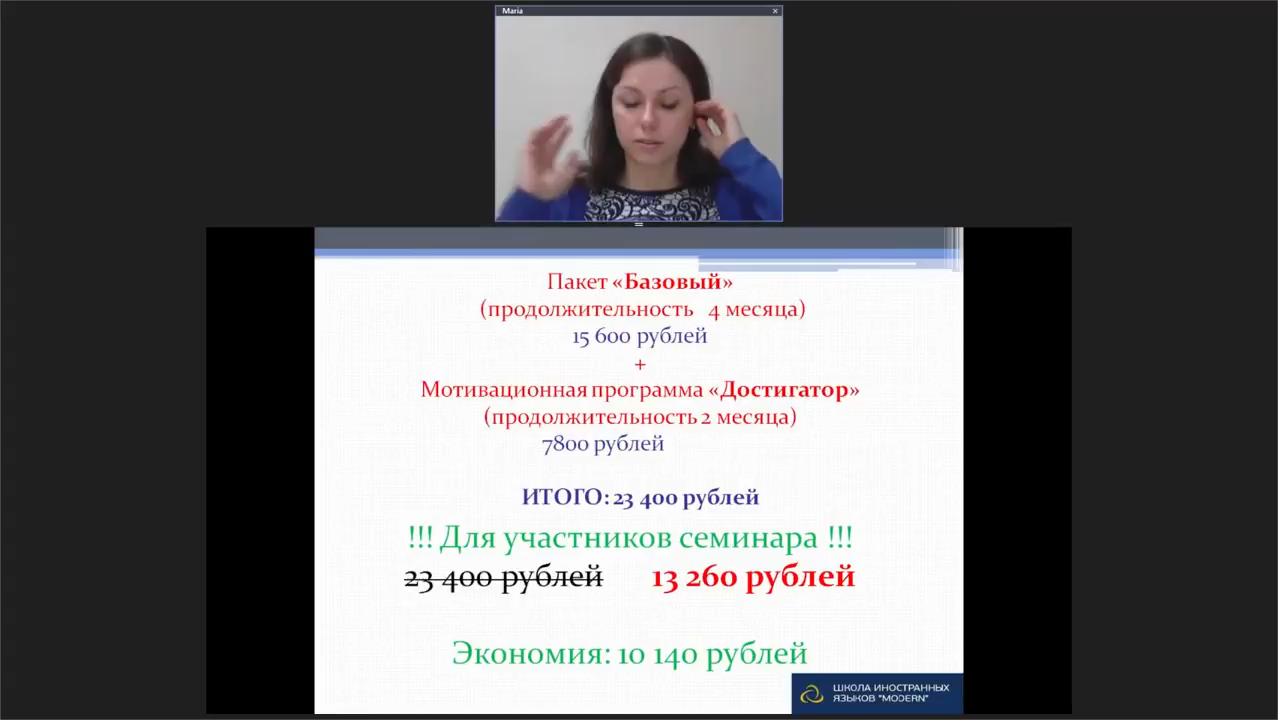 Maria
Пакет «Базовый»
(продолжительность 4 месяца)
15 600 рублей
+
Мотивационная программа «Достигатор»
(продолжительность 2 месяца)
7800 рублей
ИТОГО: 23 400 рублей
!!! Для участников семинара !!!
23 400 рублей 13 260 рублей
Экономия: 10 140 рублей
ШКОЛА ИНОСТРАННЫХ
ЯЗЫКОВ "MODERN"